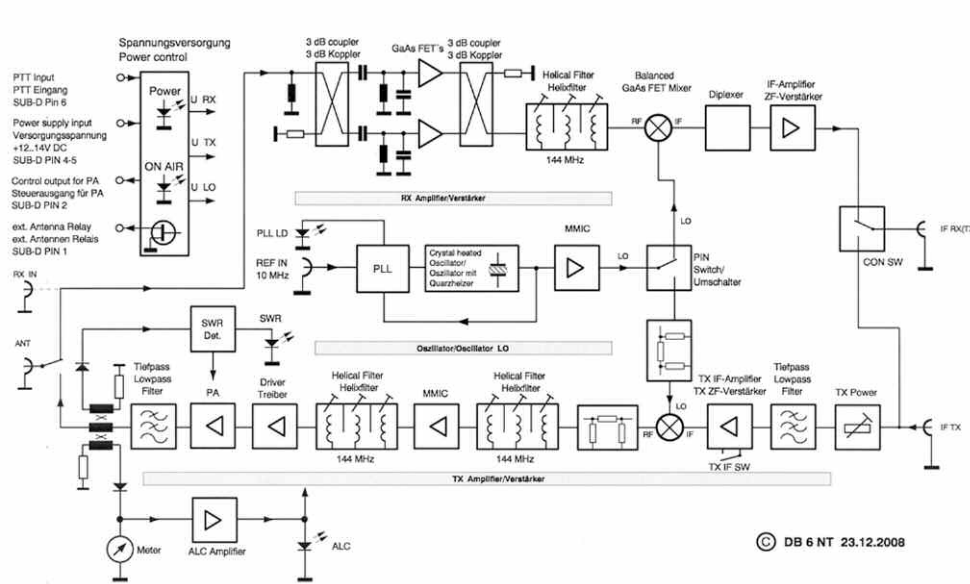 Spannungsversorgung
Power control
PTT Input
PTT Eingang
SUB-D Pin 6
Power supply input
Versorgungsspannung
+12..14V DC
SUB-D PIN 4-5
Control output for PA
Steuerausgang für PA
SUB-D PIN 2
ext. Antenna Relay
ext. Antennen Relais
SUB-D PIN 1
Power
ON AIR
U RX
U TX
U LO
3 dB coupler
3 dB Koppler
GaAs FET´s
3 dB coupler
3 dB Koppler
Helical Filter
Helixfilter
144 MHz
Balanced
GaAs FET Mixer
RF
IF
LO
Diplexer
IF-Amplifier
ZF-Verstärker
RX Amplifier/Verstärker
CON SW
IF RX(T
RX IN
ANT
PLL LD
REF IN
10 MHz
PLL
Crystal heated
Oscillator/
Oszillator mit
Quarzheizer
MMIC
LO
PIN
Switch/
Umschalter
Oszillator/Oscillator LO
SWR
Det.
SWR
Tiefpass
Lowpass
Filter
PA
Driver
Treiber
Helical Filter
Helixfilter
144 MHz
MMIC
Helical Filter
Helixfilter
144 MHz
RF
LO
IF
TX IF-Amplifier
TX ZF-Verstärker
TX IF SW
Tiefpass
Lowpass
Filter
TX Power
IF TX
TX Amplifier/Verstärker
Motor
ALC Amplifier
ALC
© DB 6 NT 23.12.2008